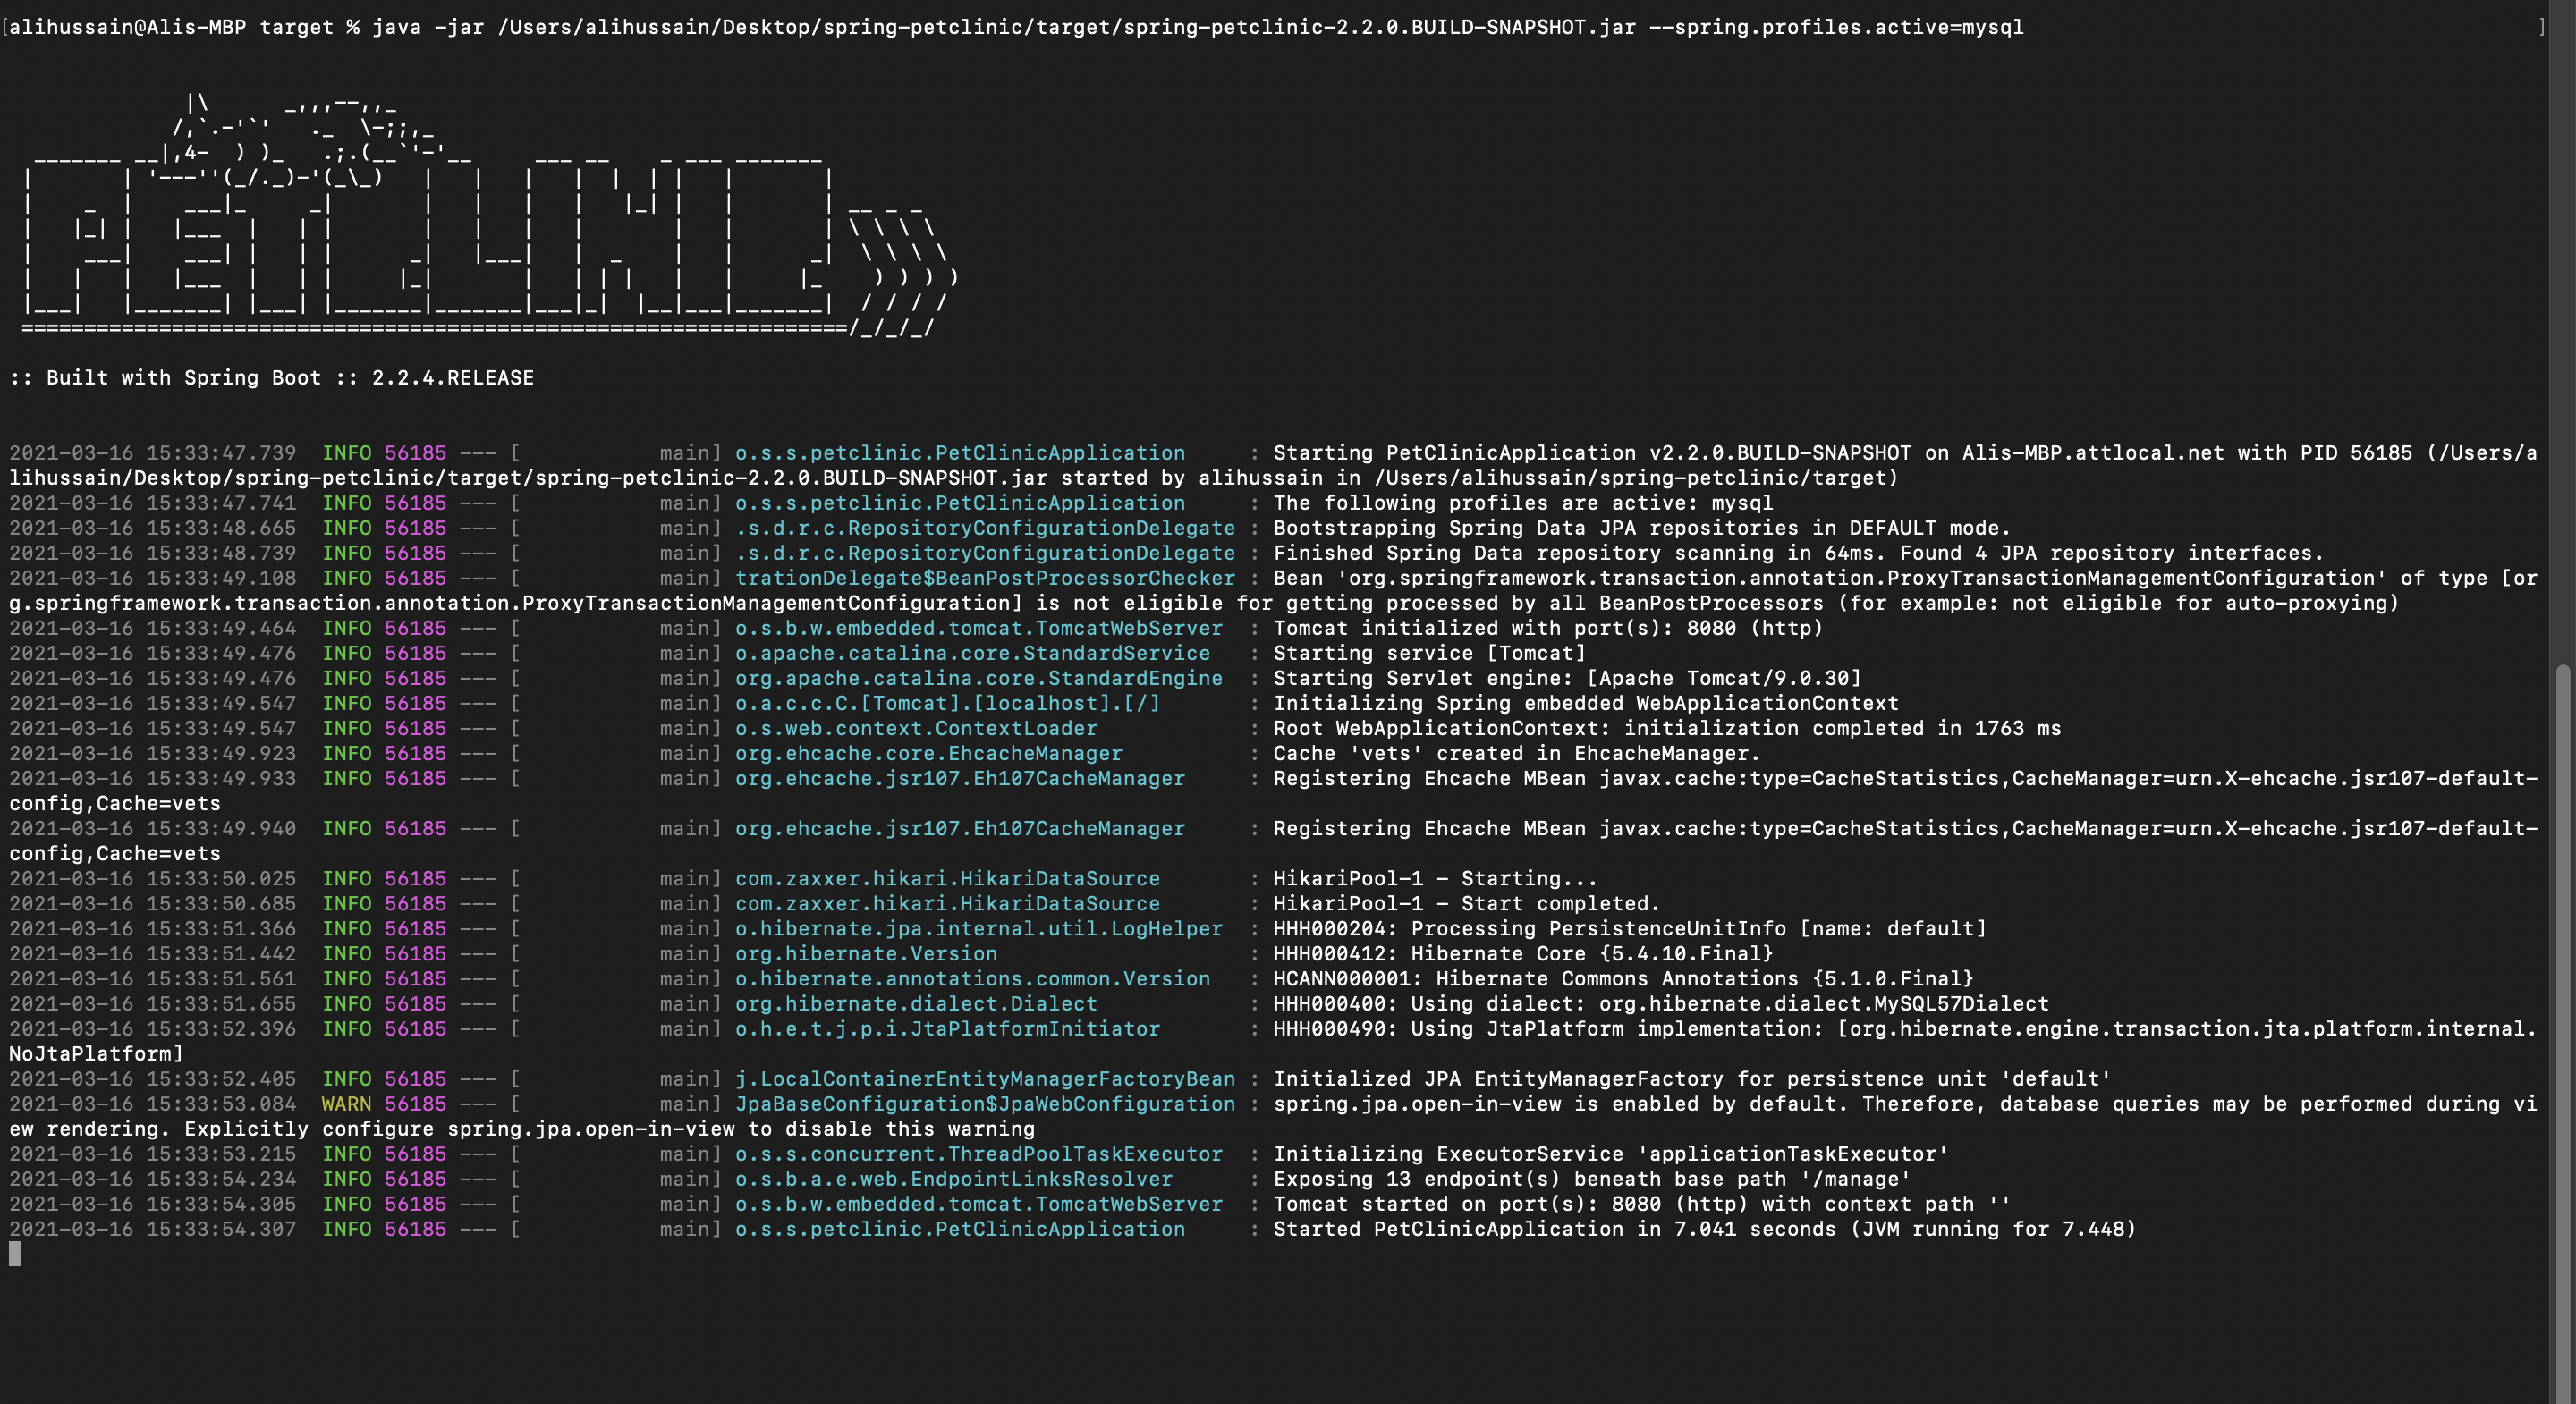 [alihussain@Alis-MBP target % java -jar /Users/alihussain/Desktop/spring-petclinic/target/spring-petclinic-2.2.0.BUILD-SNAPSHOT.jar --spring.profiles.active=mysql ]
              |\      _,,,--,,_
             /,`.-'`'   ._  \-;;,_
  _______ __|,4-  ) )_   .;.(__`'-'__     ___ __    _ ___ _______
 |       | '---''(_/._)-'(_\_)   |   |   |   |  |  | |   |       |
 |    _  |    ___|_     _|       |   |   |   |   |_| |   |       | __ _ _
 |   |_| |   |___  |   | |       |   |   |   |       |   |       | \ \ \ \
 |    ___|    ___| |   | |      _|   |___|   |  _    |   |      _|  \ \ \ \
 |   |   |   |___  |   | |     |_|       |   | | |   |   |     |_    ) ) ) )
 |___|   |_______| |___| |_______|_______|___|_|  |__|___|_______|  / / / /
 ==================================================================/_/_/_/
:: Built with Spring Boot :: 2.2.4.RELEASE
2021-03-16 15:33:47.739  INFO 56185 --- [           main] o.s.s.petclinic.PetClinicApplication     : Starting PetClinicApplication v2.2.0.BUILD-SNAPSHOT on Alis-MBP.attlocal.net with PID 56185 (/Users/a
lihussain/Desktop/spring-petclinic/target/spring-petclinic-2.2.0.BUILD-SNAPSHOT.jar started by alihussain in /Users/alihussain/spring-petclinic/target)
2021-03-16 15:33:47.741  INFO 56185 --- [           main] o.s.s.petclinic.PetClinicApplication     : The following profiles are active: mysql
2021-03-16 15:33:48.665  INFO 56185 --- [           main] .s.d.r.c.RepositoryConfigurationDelegate : Bootstrapping Spring Data JPA repositories in DEFAULT mode.
2021-03-16 15:33:48.739  INFO 56185 --- [           main] .s.d.r.c.RepositoryConfigurationDelegate : Finished Spring Data repository scanning in 64ms. Found 4 JPA repository interfaces.
2021-03-16 15:33:49.108  INFO 56185 --- [           main] trationDelegate$BeanPostProcessorChecker : Bean 'org.springframework.transaction.annotation.ProxyTransactionManagementConfiguration' of type [or
g.springframework.transaction.annotation.ProxyTransactionManagementConfiguration] is not eligible for getting processed by all BeanPostProcessors (for example: not eligible for auto-proxying)
2021-03-16 15:33:49.464  INFO 56185 --- [           main] o.s.b.w.embedded.tomcat.TomcatWebServer  : Tomcat initialized with port(s): 8080 (http)
2021-03-16 15:33:49.476  INFO 56185 --- [           main] o.apache.catalina.core.StandardService   : Starting service [Tomcat]
2021-03-16 15:33:49.476  INFO 56185 --- [           main] org.apache.catalina.core.StandardEngine  : Starting Servlet engine: [Apache Tomcat/9.0.30]
2021-03-16 15:33:49.547  INFO 56185 --- [           main] o.a.c.c.C.[Tomcat].[localhost].[/]       : Initializing Spring embedded WebApplicationContext
2021-03-16 15:33:49.547  INFO 56185 --- [           main] o.s.web.context.ContextLoader            : Root WebApplicationContext: initialization completed in 1763 ms
2021-03-16 15:33:49.923  INFO 56185 --- [           main] org.ehcache.core.EhcacheManager          : Cache 'vets' created in EhcacheManager.
2021-03-16 15:33:49.933  INFO 56185 --- [           main] org.ehcache.jsr107.Eh107CacheManager     : Registering Ehcache MBean javax.cache:type=CacheStatistics,CacheManager=urn.X-ehcache.jsr107-default-
config,Cache=vets
2021-03-16 15:33:49.940  INFO 56185 --- [           main] org.ehcache.jsr107.Eh107CacheManager     : Registering Ehcache MBean javax.cache:type=CacheStatistics,CacheManager=urn.X-ehcache.jsr107-default-
config,Cache=vets
2021-03-16 15:33:50.025  INFO 56185 --- [           main] com.zaxxer.hikari.HikariDataSource       : HikariPool-1 - Starting...
2021-03-16 15:33:50.685  INFO 56185 --- [           main] com.zaxxer.hikari.HikariDataSource       : HikariPool-1 - Start completed.
2021-03-16 15:33:51.366  INFO 56185 --- [           main] o.hibernate.jpa.internal.util.LogHelper  : HHH000204: Processing PersistenceUnitInfo [name: default]
2021-03-16 15:33:51.442  INFO 56185 --- [           main] org.hibernate.Version                    : HHH000412: Hibernate Core {5.4.10.Final}
2021-03-16 15:33:51.561  INFO 56185 --- [           main] o.hibernate.annotations.common.Version   : HCANN000001: Hibernate Commons Annotations {5.1.0.Final}
2021-03-16 15:33:51.655  INFO 56185 --- [           main] org.hibernate.dialect.Dialect            : HHH000400: Using dialect: org.hibernate.dialect.MySQL57Dialect
2021-03-16 15:33:52.396  INFO 56185 --- [           main] o.h.e.t.j.p.i.JtaPlatformInitiator       : HHH000490: Using JtaPlatform implementation: [org.hibernate.engine.transaction.jta.platform.internal.
NoJtaPlatform]
2021-03-16 15:33:52.405  INFO 56185 --- [           main] j.LocalContainerEntityManagerFactoryBean : Initialized JPA EntityManagerFactory for persistence unit 'default'
2021-03-16 15:33:53.084  WARN 56185 --- [           main] JpaBaseConfiguration$JpaWebConfiguration : spring.jpa.open-in-view is enabled by default. Therefore, database queries may be performed during vi
ew rendering. Explicitly configure spring.jpa.open-in-view to disable this warning
2021-03-16 15:33:53.215  INFO 56185 --- [           main] o.s.s.concurrent.ThreadPoolTaskExecutor  : Initializing ExecutorService 'applicationTaskExecutor'
2021-03-16 15:33:54.234  INFO 56185 --- [           main] o.s.b.a.e.web.EndpointLinksResolver      : Exposing 13 endpoint(s) beneath base path '/manage'
2021-03-16 15:33:54.305  INFO 56185 --- [           main] o.s.b.w.embedded.tomcat.TomcatWebServer  : Tomcat started on port(s): 8080 (http) with context path ''
2021-03-16 15:33:54.307  INFO 56185 --- [           main] o.s.s.petclinic.PetClinicApplication     : Started PetClinicApplication in 7.041 seconds (JVM running for 7.448)